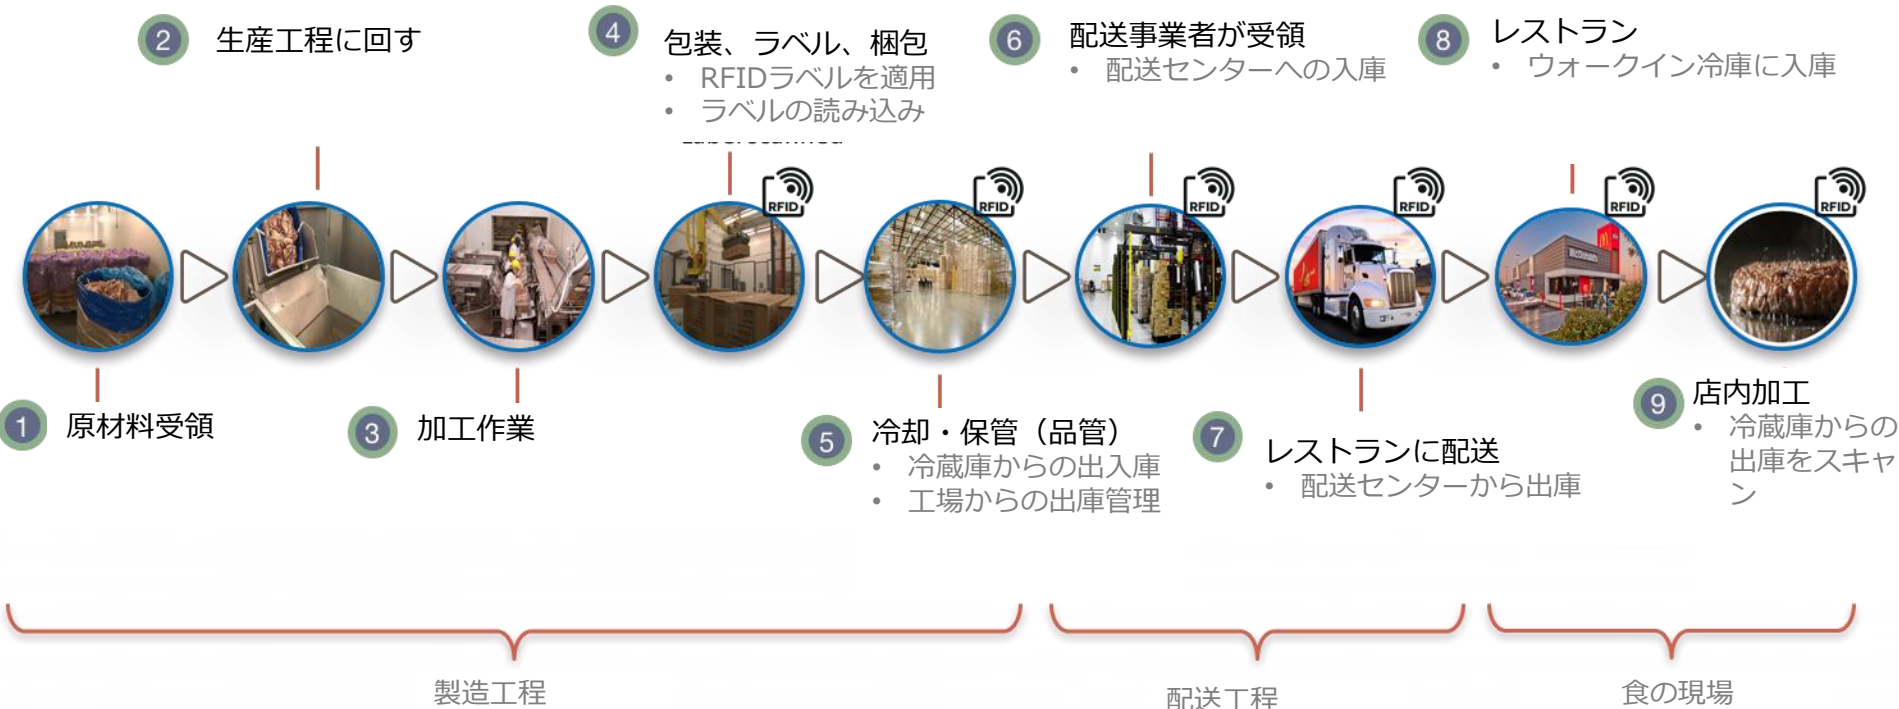 2
生産工程に回す
4
包装、ラベル、梱包
• RFIDラベルを適用
• ラベルの読み込み
6
配送事業者が受領
• 配送センターへの入庫
8
レストラン
• ウォークイン冷庫に入庫
RFID
RFID
RFID
RFID
RFID
RFID
McDonald's
1
原材料受領
3
加工作業
5
冷却・保管（品管）
• 冷蔵庫からの出入庫
• 工場からの出庫管理
7
レストランに配送
• 配送センターから出庫
9
店内加工
• 冷蔵庫からの
出庫をスキャ
ン
製造工程
配送工程
食の現場